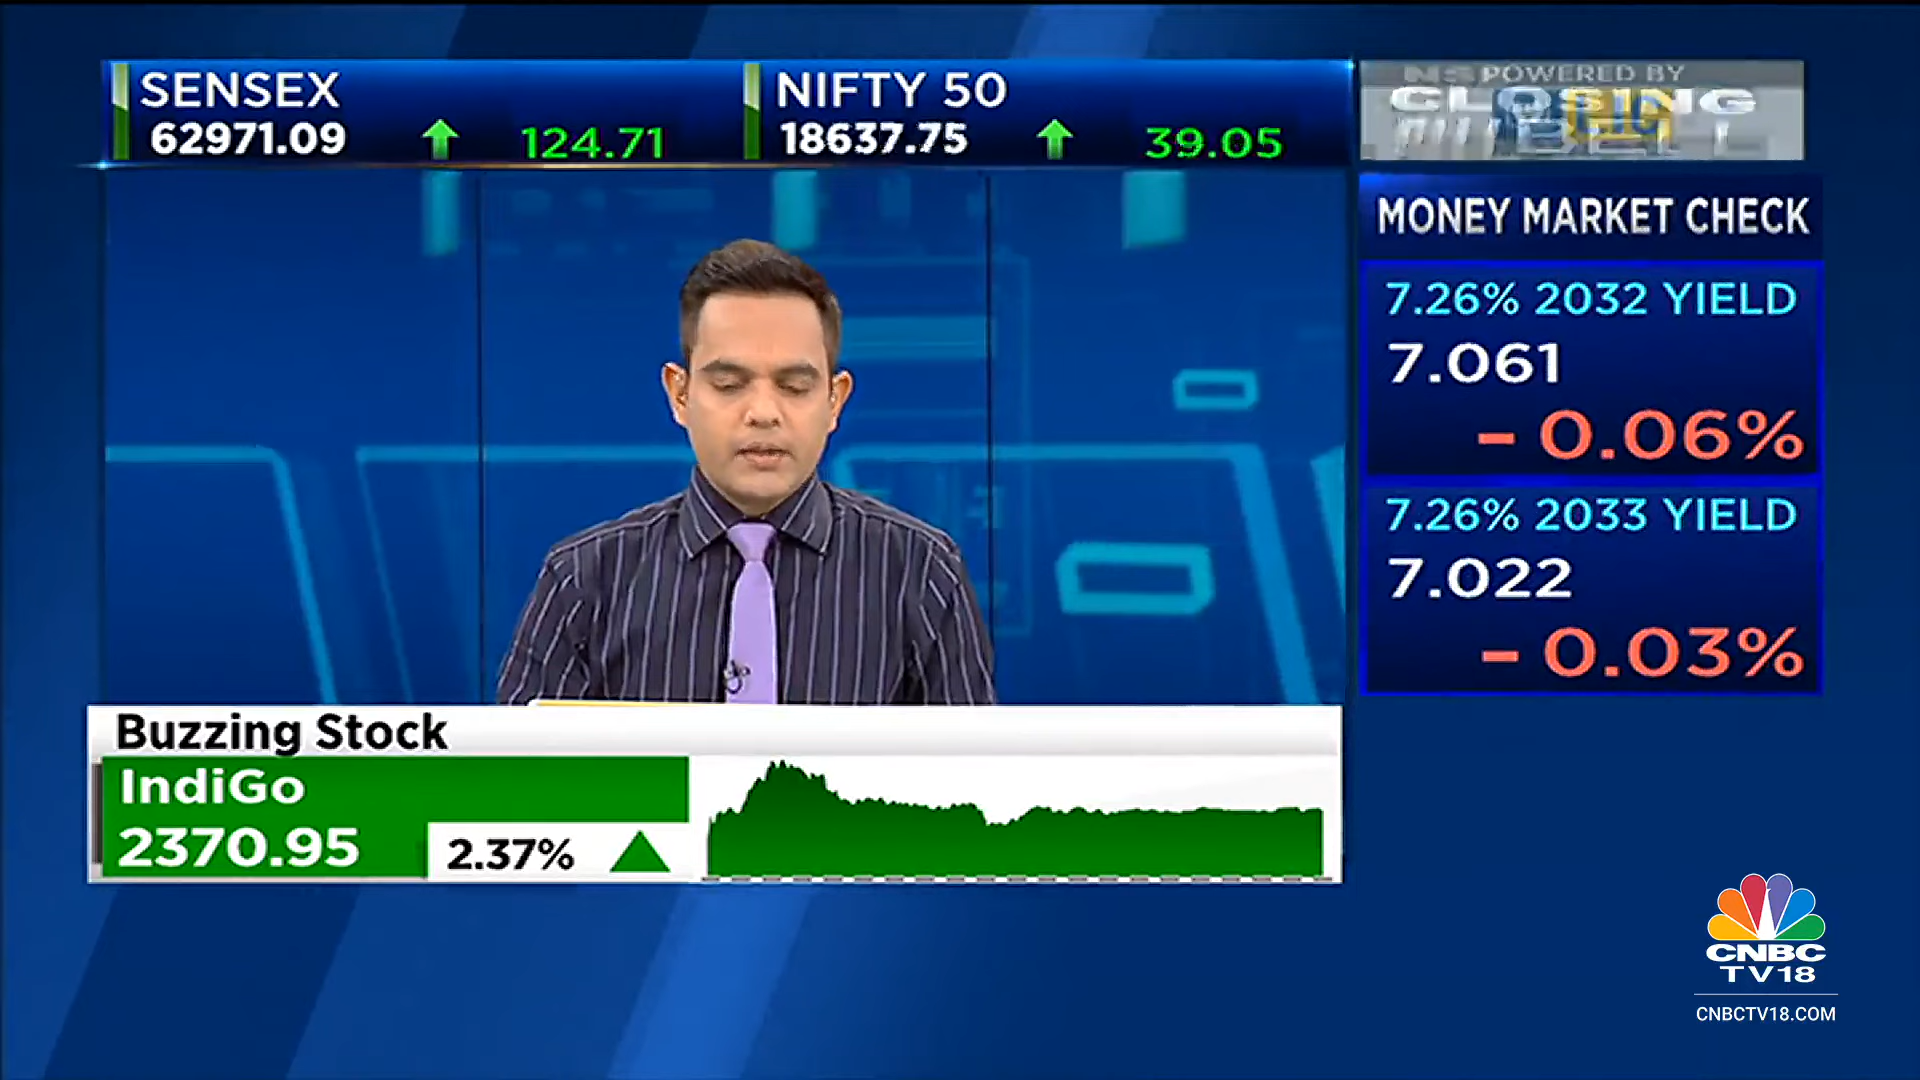 SENSEX
62971.09 124.71
NIFTY 50
18637.75 39.05
POWERED BY
CLOSING
BELL
MONEY MARKET CHECK
7.26% 2032 YIELD
7.061
- 0.06%
7.26% 2033 YIELD
7.022
- 0.03%
Buzzing Stock
IndiGo
2370.95
2.37%
CNBC
TV18
CNBCTV18.COM